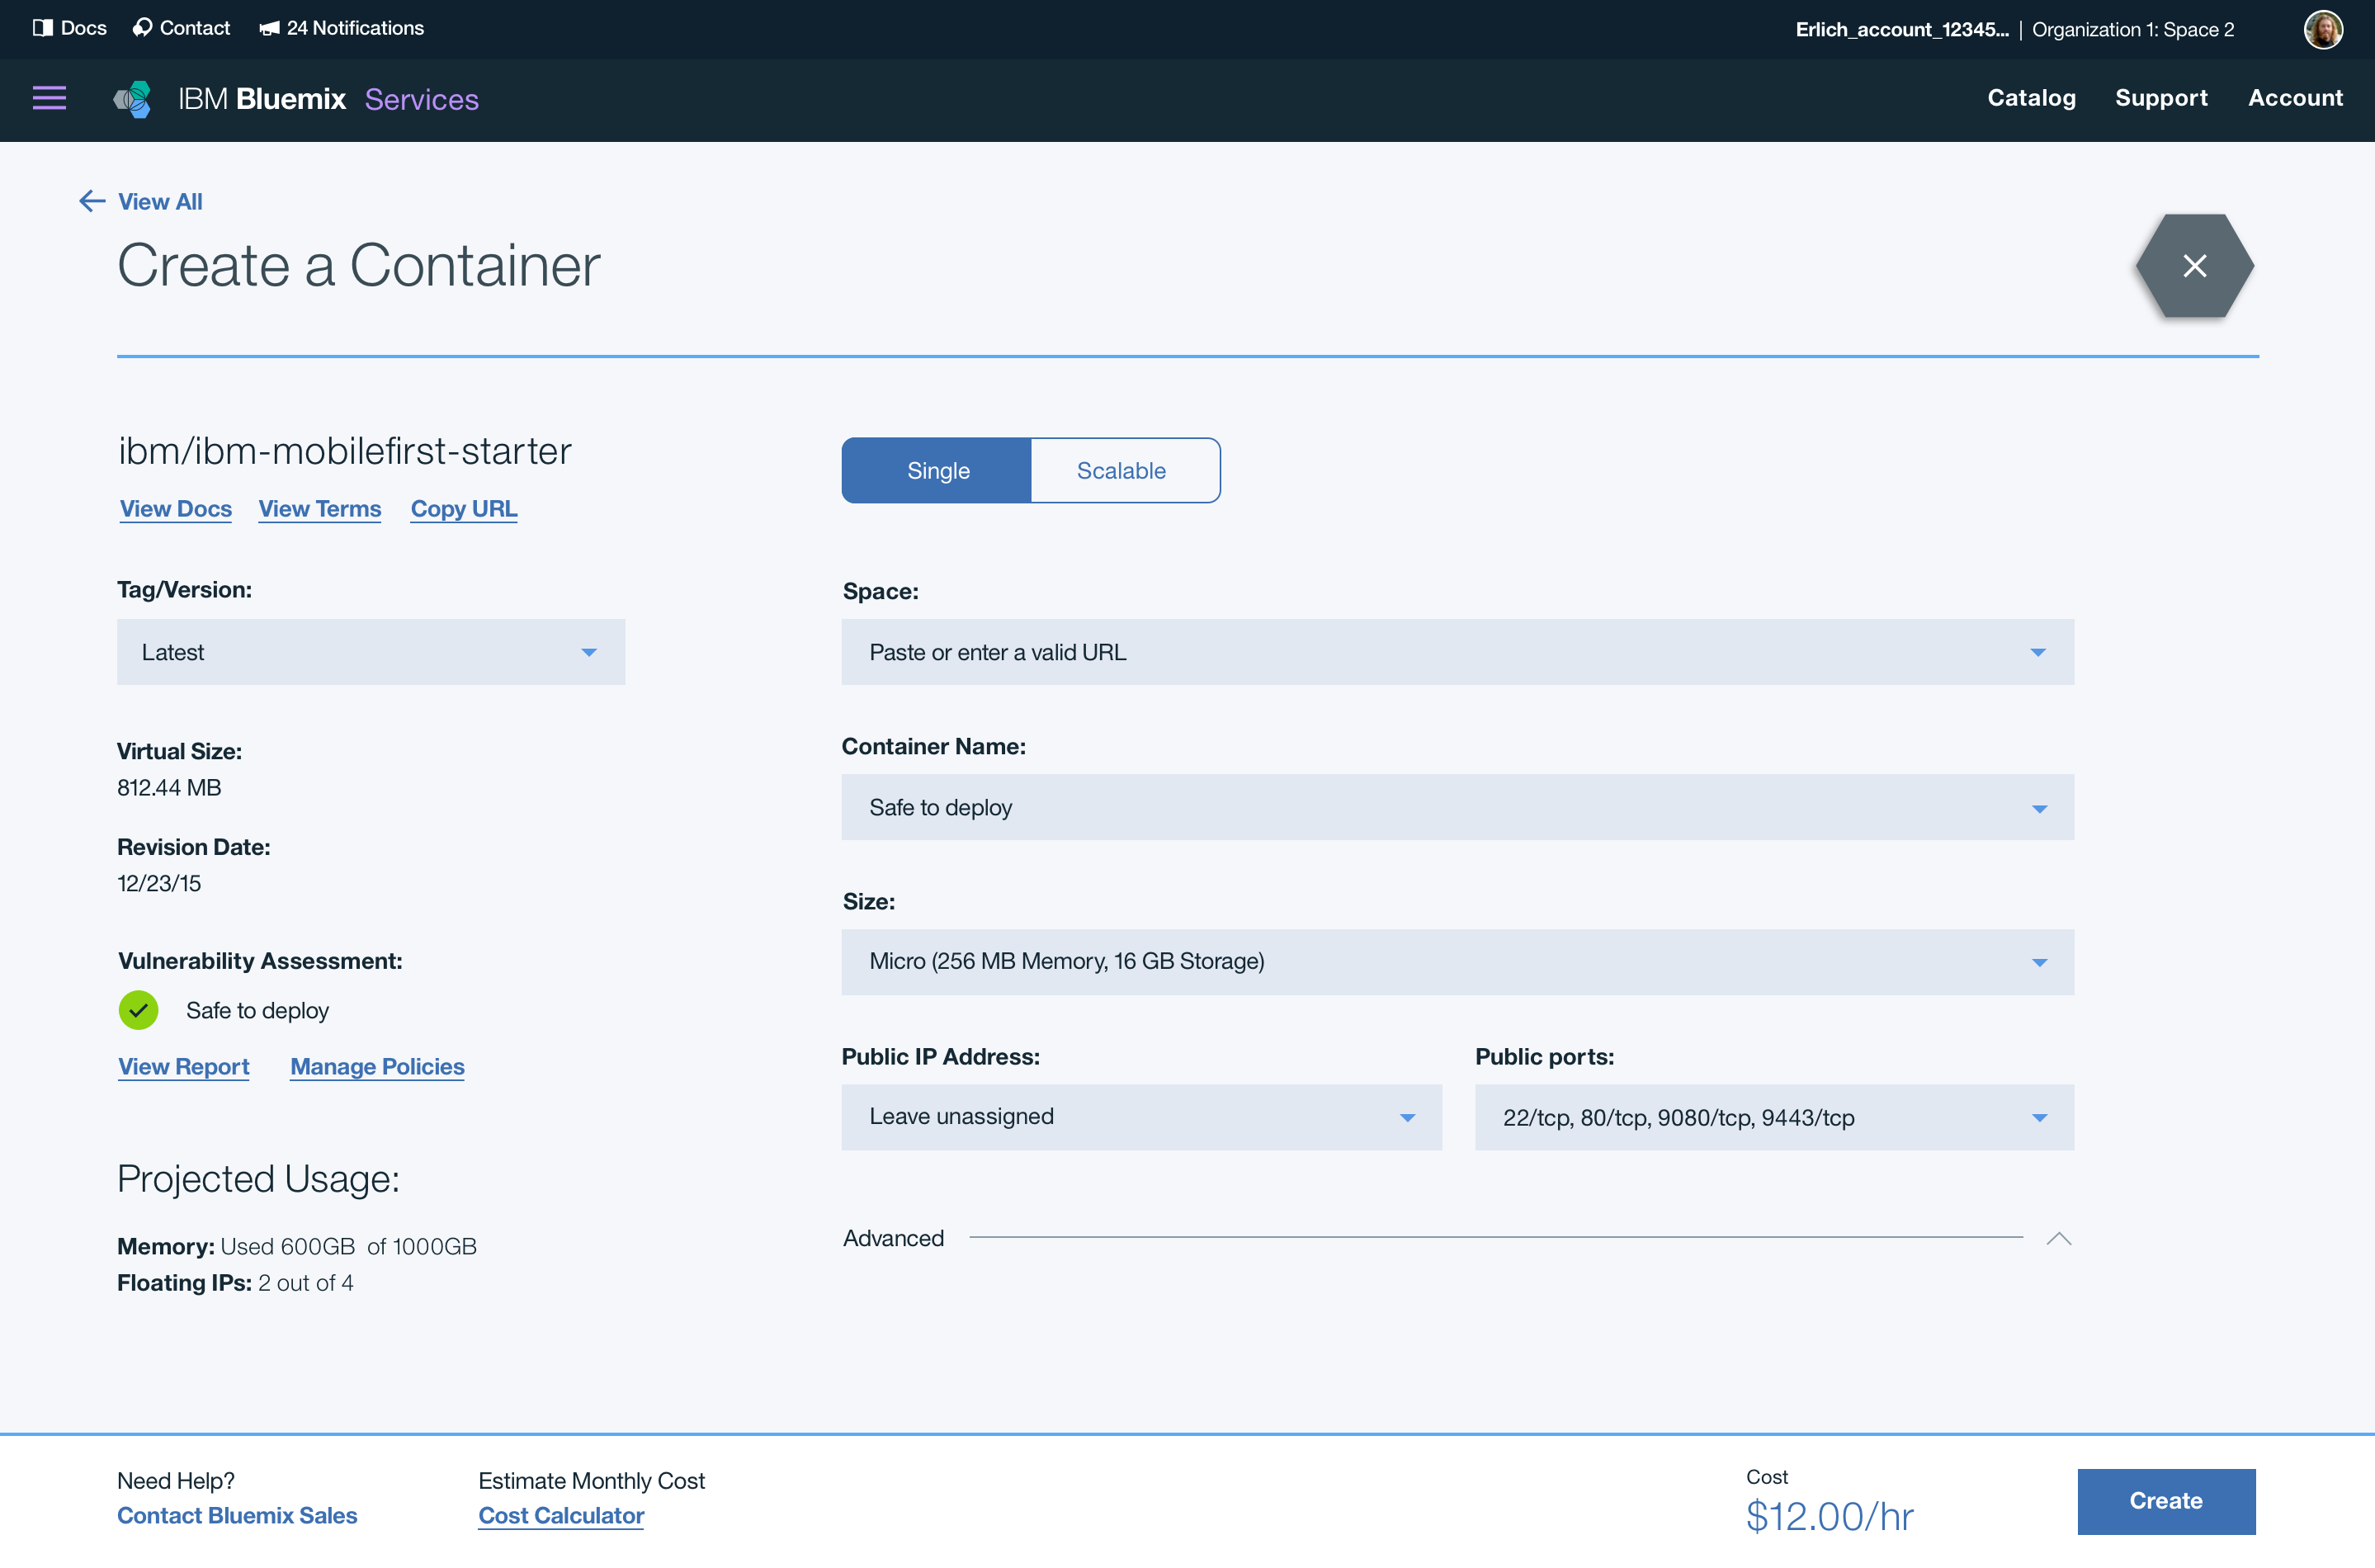 Docs Contact 24 Notifications Erlich_account_12345... | Organization 1: Space 2
IBM Bluemix Services Catalog Support Account
View All
Create a Container
ibm/ibm-mobilefirst-starter
View Docs View Terms Copy URL
Tag/Version:
Latest
Virtual Size:
812.44 MB
Revision Date:
12/23/15
Vulnerability Assessment:
Safe to deploy
View Report Manage Policies
Projected Usage:
Memory: Used 600GB of 1000GB
Floating IPs: 2 out of 4
Single Scalable
Space:
Paste or enter a valid URL
Container Name:
Safe to deploy
Size:
Micro (256 MB Memory, 16 GB Storage)
Public IP Address: Public ports:
Leave unassigned 22/tcp, 80/tcp, 9080/tcp, 9443/tcp
Advanced
Need Help? Estimate Monthly Cost Cost
Contact Bluemix Sales Cost Calculator $12.00/hr Create